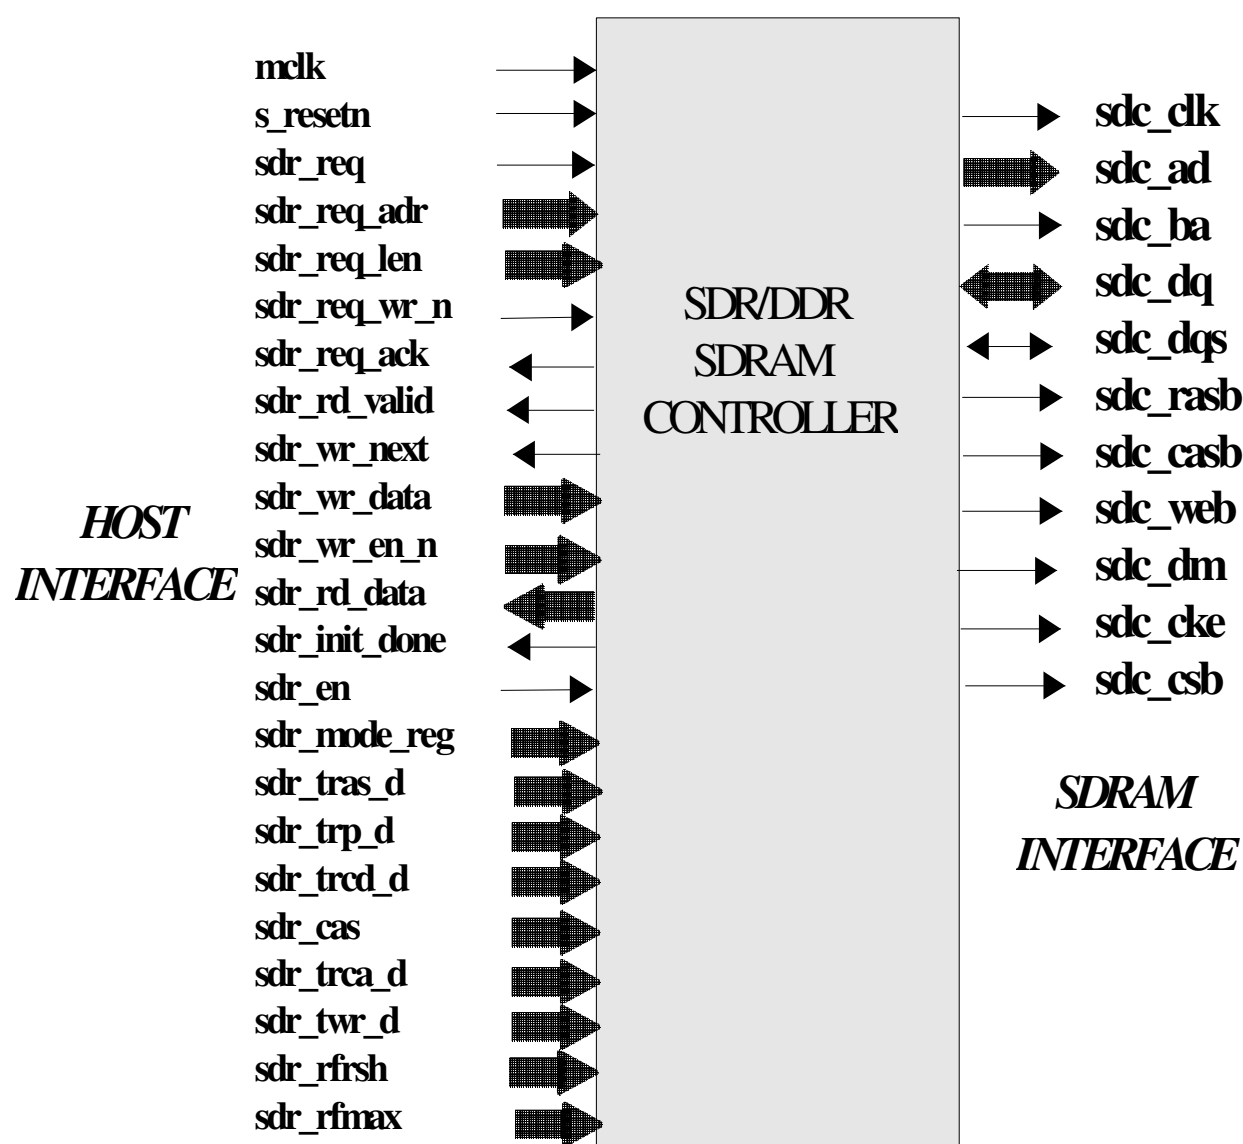 mclk
s_resetn
sdr_req
sdr_req_adr
sdr_req_len
sdr_req_wr_n
sdr_req_ack
sdr_rd_valid
sdr_wr_next
sdr_wr_data
sdr_wr_en_n
sdr_rd_data
sdr_init_done
sdr_en
sdr_mode_reg
sdr_tras_d
sdr_trp_d
sdr_trcd_d
sdr_cas
sdr_trca_d
sdr_twr_d
sdr_rfrsh
sdr_rfmax
HOST
INTERFACE
SDR/DDR
SDRAM
CONTROLLER
sdc_clk
sdc_ad
sdc_ba
sdc_dq
sdc_dqs
sdc_rasb
sdc_casb
sdc_web
sdc_dm
sdc_cke
sdc_csb
SDRAM
INTERFACE